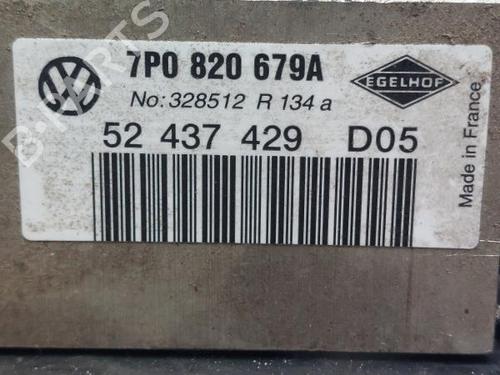 7P0 820 679A
EGELHOF
No: 328512 R 134 a
52 437 429 D05
Made in France